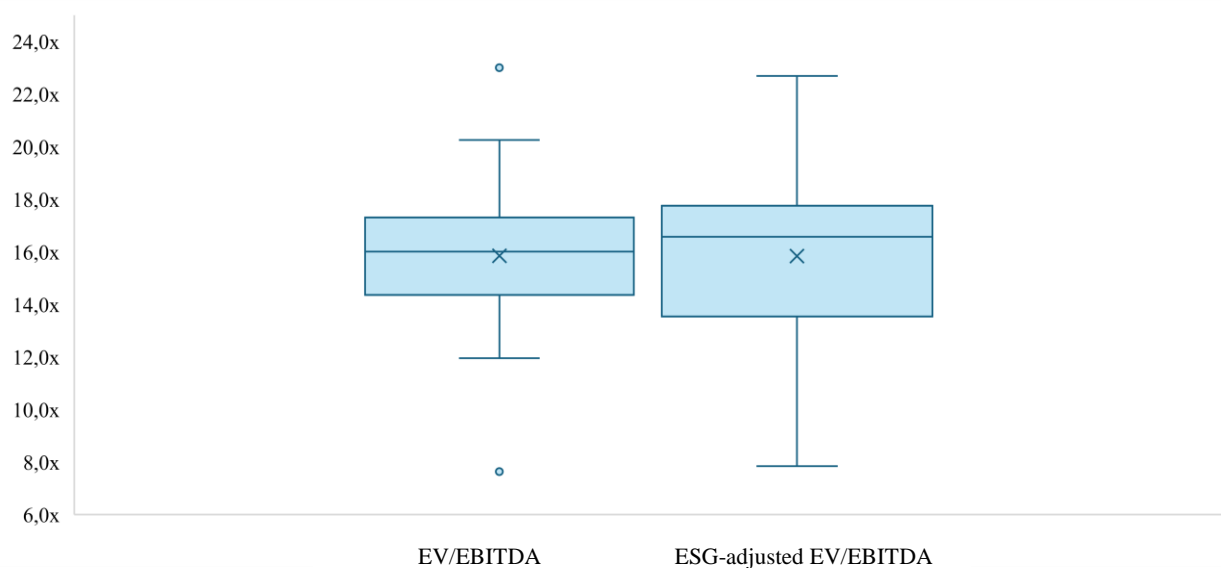 24,0x
22,0x
20,0x
18,0x
16,0x
14,0x
12,0x
10,0x
8,0x
6,0x
EV/EBITDA ESG-adjusted EV/EBITDA